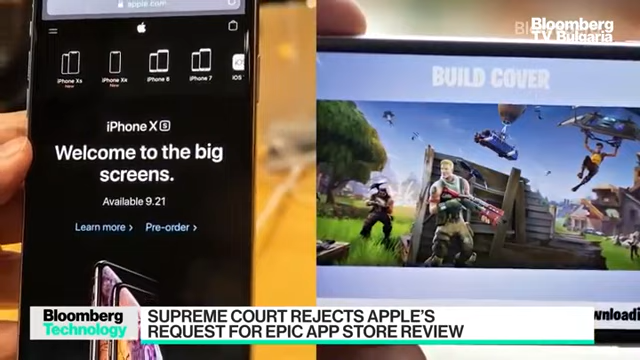 apple.com
iPhone Xs
New
iPhone XR
New
iPhone 8
iPhone 7
iOS
iPhone XS
Welcome to the big
screens.
Available 9.21
Learn more >
Pre-order >
Bloomberg
TV Bulgaria
BUILD COVER
Bloomberg
Technology
SUPREME COURT REJECTS APPLE'S
REQUEST FOR EPIC APP STORE REVIEW